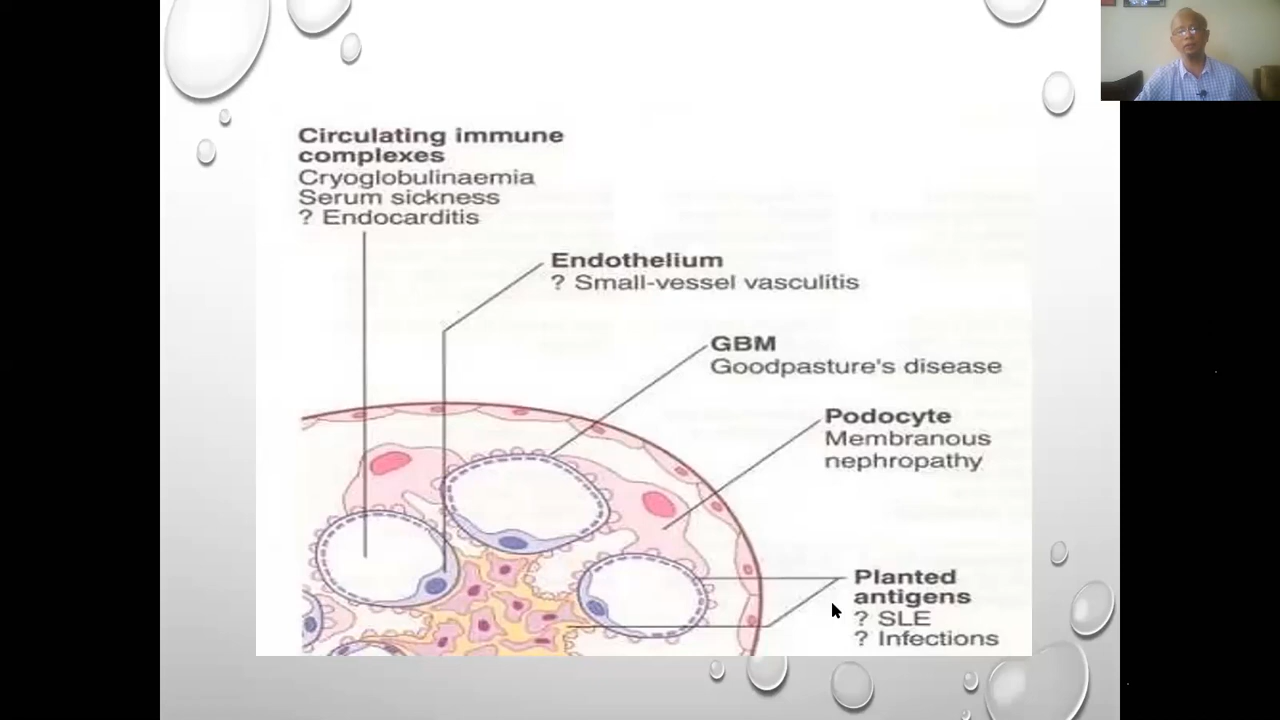 Circulating immune
complexes
Cryoglobulinaemia
Serum sickness
? Endocarditis
Endothelium
? Small-vessel vasculitis
GBM
Goodpasture's disease
Podocyte
Membranous
nephropathy
Planted
antigens
? SLE
? Infections